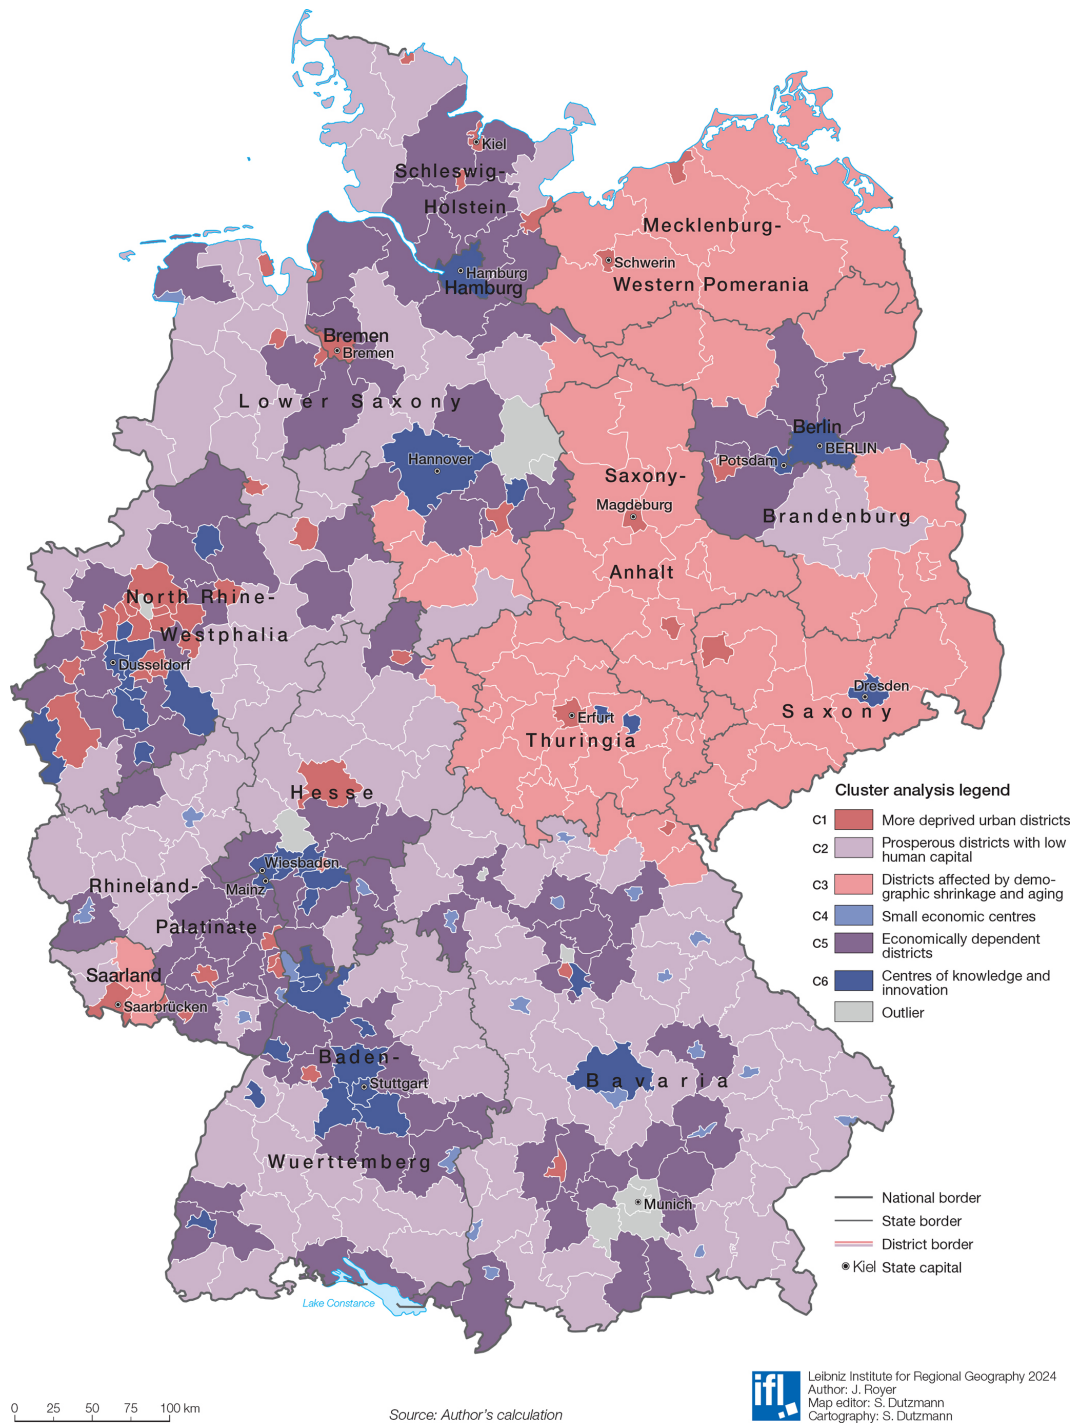 Kiel
Schleswig-
Holstein
Mecklenburg-
Schwerin
Western Pomerania
Hamburg
Hamburg
Bremen
Bremen
Lower Saxony
Hannover
Berlin
BERLIN
Potsdam
Saxony-
Magdeburg
Brandenburg
Anhalt
North Rhine-
Westphalia
Dusseldorf
Dresden
Saxony
Erfurt
Thuringia
Hesse
Wiesbaden
Mainz
Rhineland-
Palatinate
Saarland
Saarbrücken
Baden-
Stuttgart
Bavaria
Wuerttemberg
Munich
Lake Constance
Cluster analysis legend
C1 More deprived urban districts
C2 Prosperous districts with low
human capital
C3 Districts affected by demo-
graphic shrinkage and aging
C4 Small economic centres
C5 Economically dependent
districts
C6 Centres of knowledge and
innovation
Outlier
National border
State border
District border
Kiel State capital
0 25 50 75 100 km
Source: Author's calculation
ifl
Leibniz Institute for Regional Geography 2024
Author: J. Royer
Map editor: S. Dutzmann
Cartography: S. Dutzmann